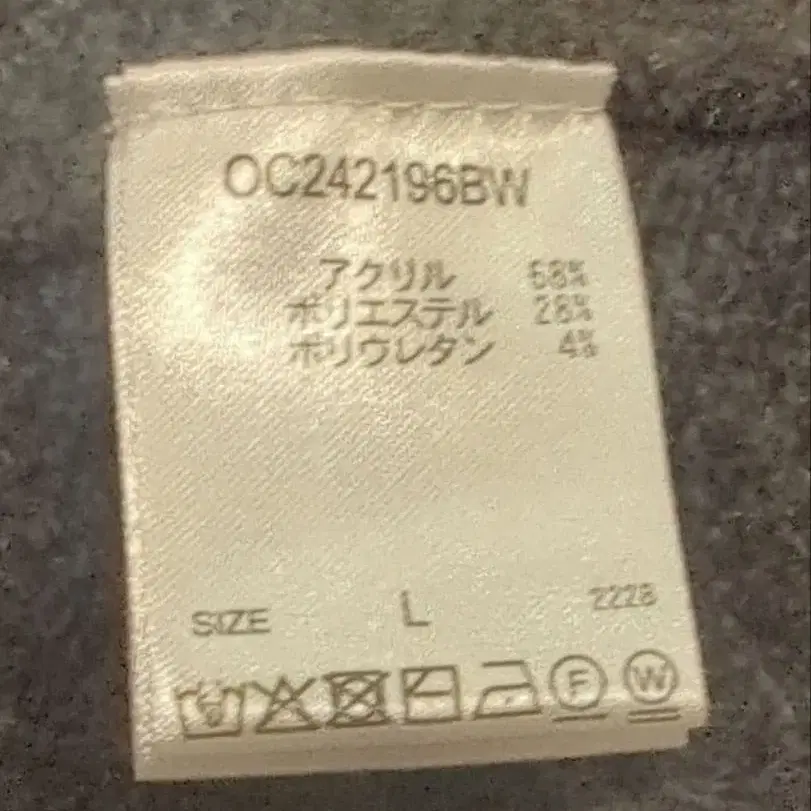 OC242196BW
アクリル 68%
ポリエステル 28%
ポリウレタン 4%
SIZE L 2228
F W